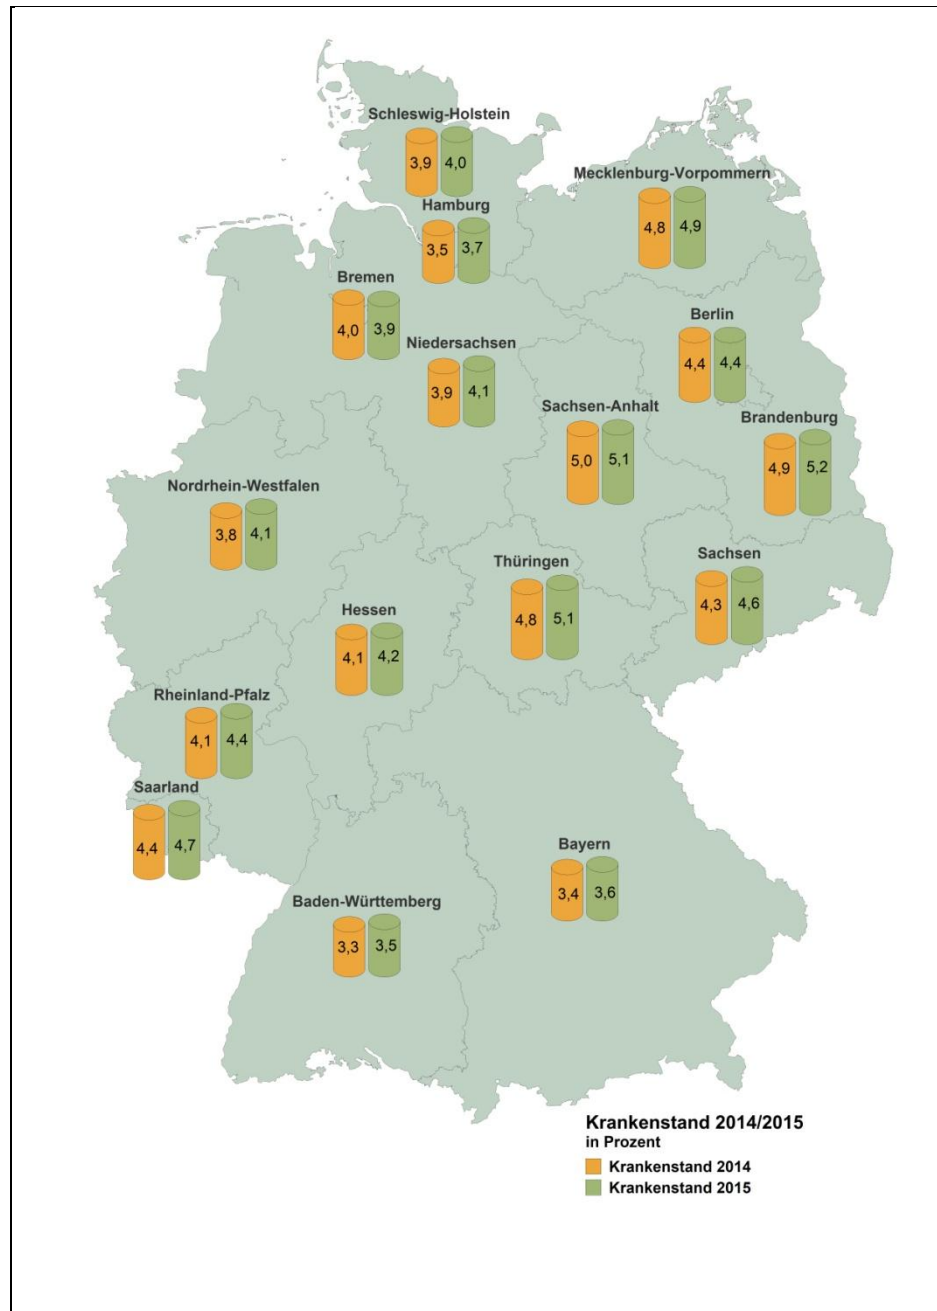 Schleswig-Holstein
3,9 4,0
Mecklenburg-Vorpommern
4,8 4,9
Hamburg
3,5 3,7
Bremen
4,0 3,9
Berlin
4,4 4,4
Niedersachsen
3,9 4,1
Sachsen-Anhalt
5,0 5,1
Brandenburg
4,9 5,2
Nordrhein-Westfalen
3,8 4,1
Thüringen
4,8 5,1
Sachsen
4,3 4,6
Hessen
4,1 4,2
Rheinland-Pfalz
4,1 4,4
Saarland
4,4 4,7
Bayern
3,4 3,6
Baden-Württemberg
3,3 3,5
Krankenstand 2014/2015
in Prozent
Krankenstand 2014
Krankenstand 2015